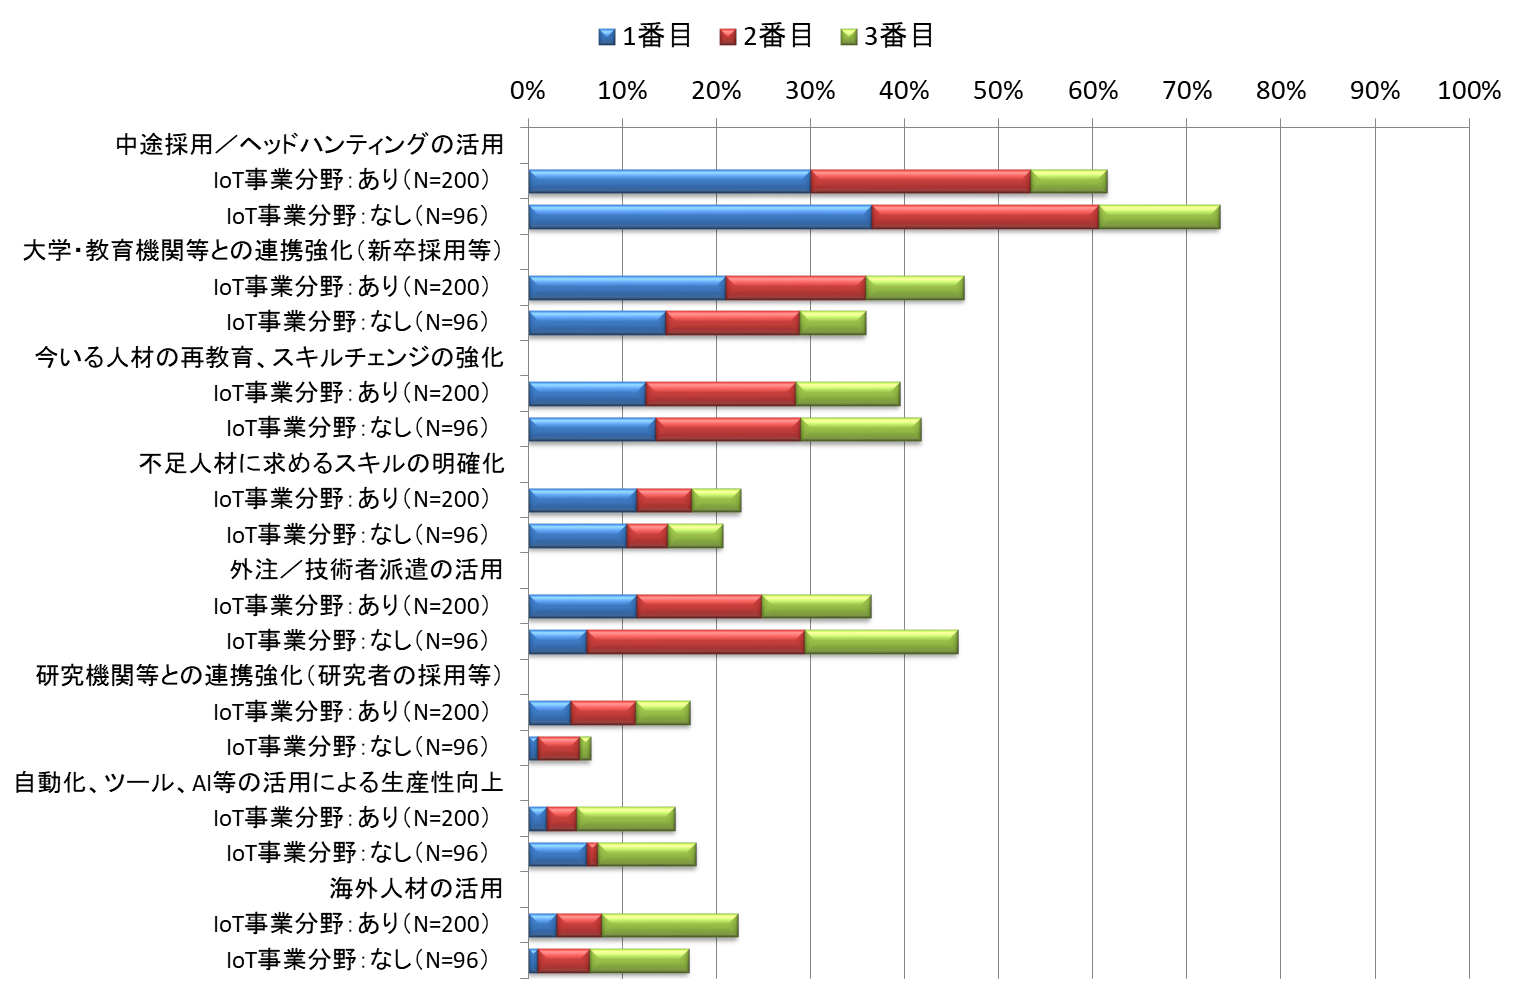 1番目 2番目 3番目
0% 10% 20% 30% 40% 50% 60% 70% 80% 90% 100%
中途採用／ヘッドハンティングの活用
IoT事業分野：あり（N=200）
IoT事業分野：なし（N=96）
大学・教育機関等との連携強化（新卒採用等）
IoT事業分野：あり（N=200）
IoT事業分野：なし（N=96）
今いる人材の再教育、スキルチェンジの強化
IoT事業分野：あり（N=200）
IoT事業分野：なし（N=96）
不足人材に求めるスキルの明確化
IoT事業分野：あり（N=200）
IoT事業分野：なし（N=96）
外注／技術者派遣の活用
IoT事業分野：あり（N=200）
IoT事業分野：なし（N=96）
研究機関等との連携強化（研究者の採用等）
IoT事業分野：あり（N=200）
IoT事業分野：なし（N=96）
自動化、ツール、AI等の活用による生産性向上
IoT事業分野：あり（N=200）
IoT事業分野：なし（N=96）
海外人材の活用
IoT事業分野：あり（N=200）
IoT事業分野：なし（N=96）